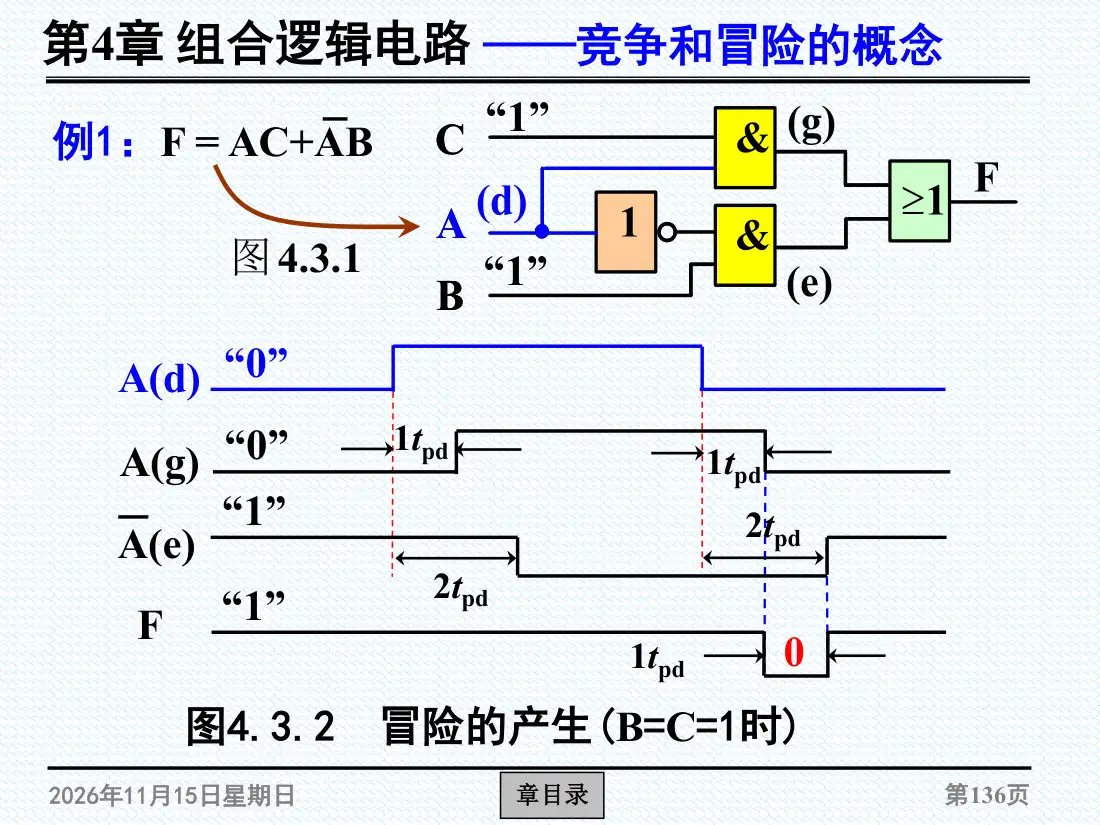 第4章 组合逻辑电路 ——竞争和冒险的概念
例1：F = AC+A̅B
图 4.3.1
C “1” & (g)
A (d) 1 ≥1 F
B “1” & (e)
A(d) “0”
A(g) “0” 1tpd 1tpd
A̅(e) “1” 2tpd 2tpd
F “1” 1tpd 0
图4.3.2 冒险的产生(B=C=1时)
2026年11月15日星期日 章目录 第136页